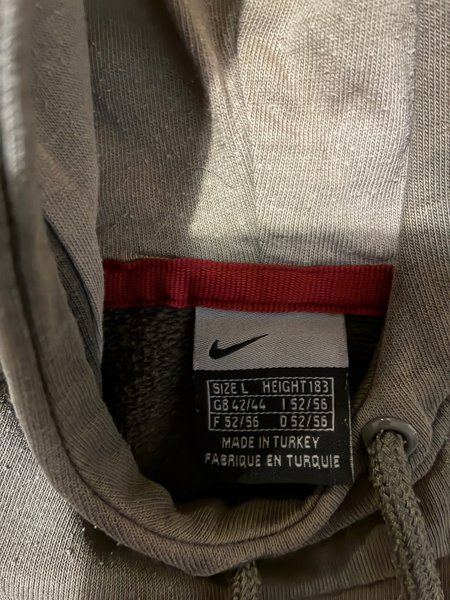 SIZE L HEIGHT 183
GB 42/44 I 52/56
F 52/56 D 52/56
MADE IN TURKEY
FABRIQUE EN TURQUIE